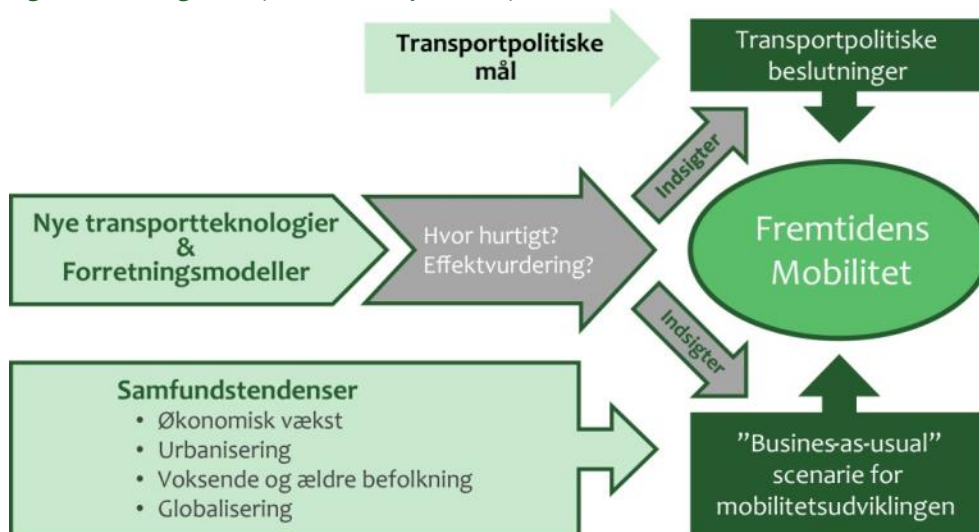 Transportpolitiske
mål
Transportpolitiske
beslutninger
Indsigter
Nye transportteknologier
&
Forretningsmodeller
Hvor hurtigt?
Effektvurdering?
Fremtidens
Mobilitet
Indsigter
Samfundstendenser
• Økonomisk vækst
• Urbanisering
• Voksende og ældre befolkning
• Globalisering
”Busines-as-usual”
scenarie for
mobilitetsudviklingen